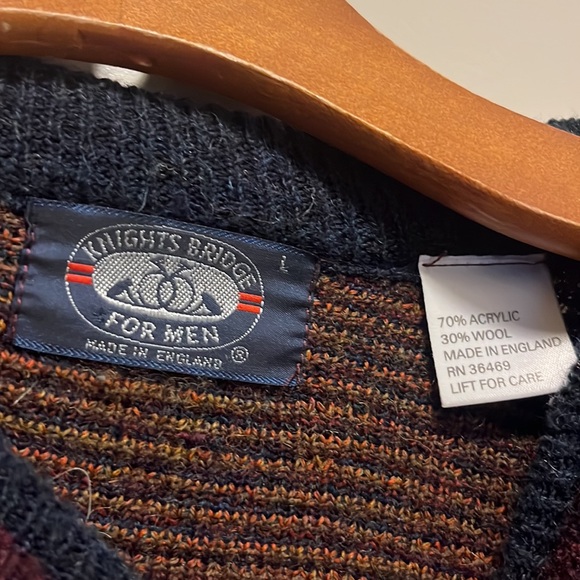 KNIGHTS BRIDGE
L
FOR MEN
MADE IN ENGLAND ®
70% ACRYLIC
30% WOOL
MADE IN ENGLAND
RN 36469
LIFT FOR CARE